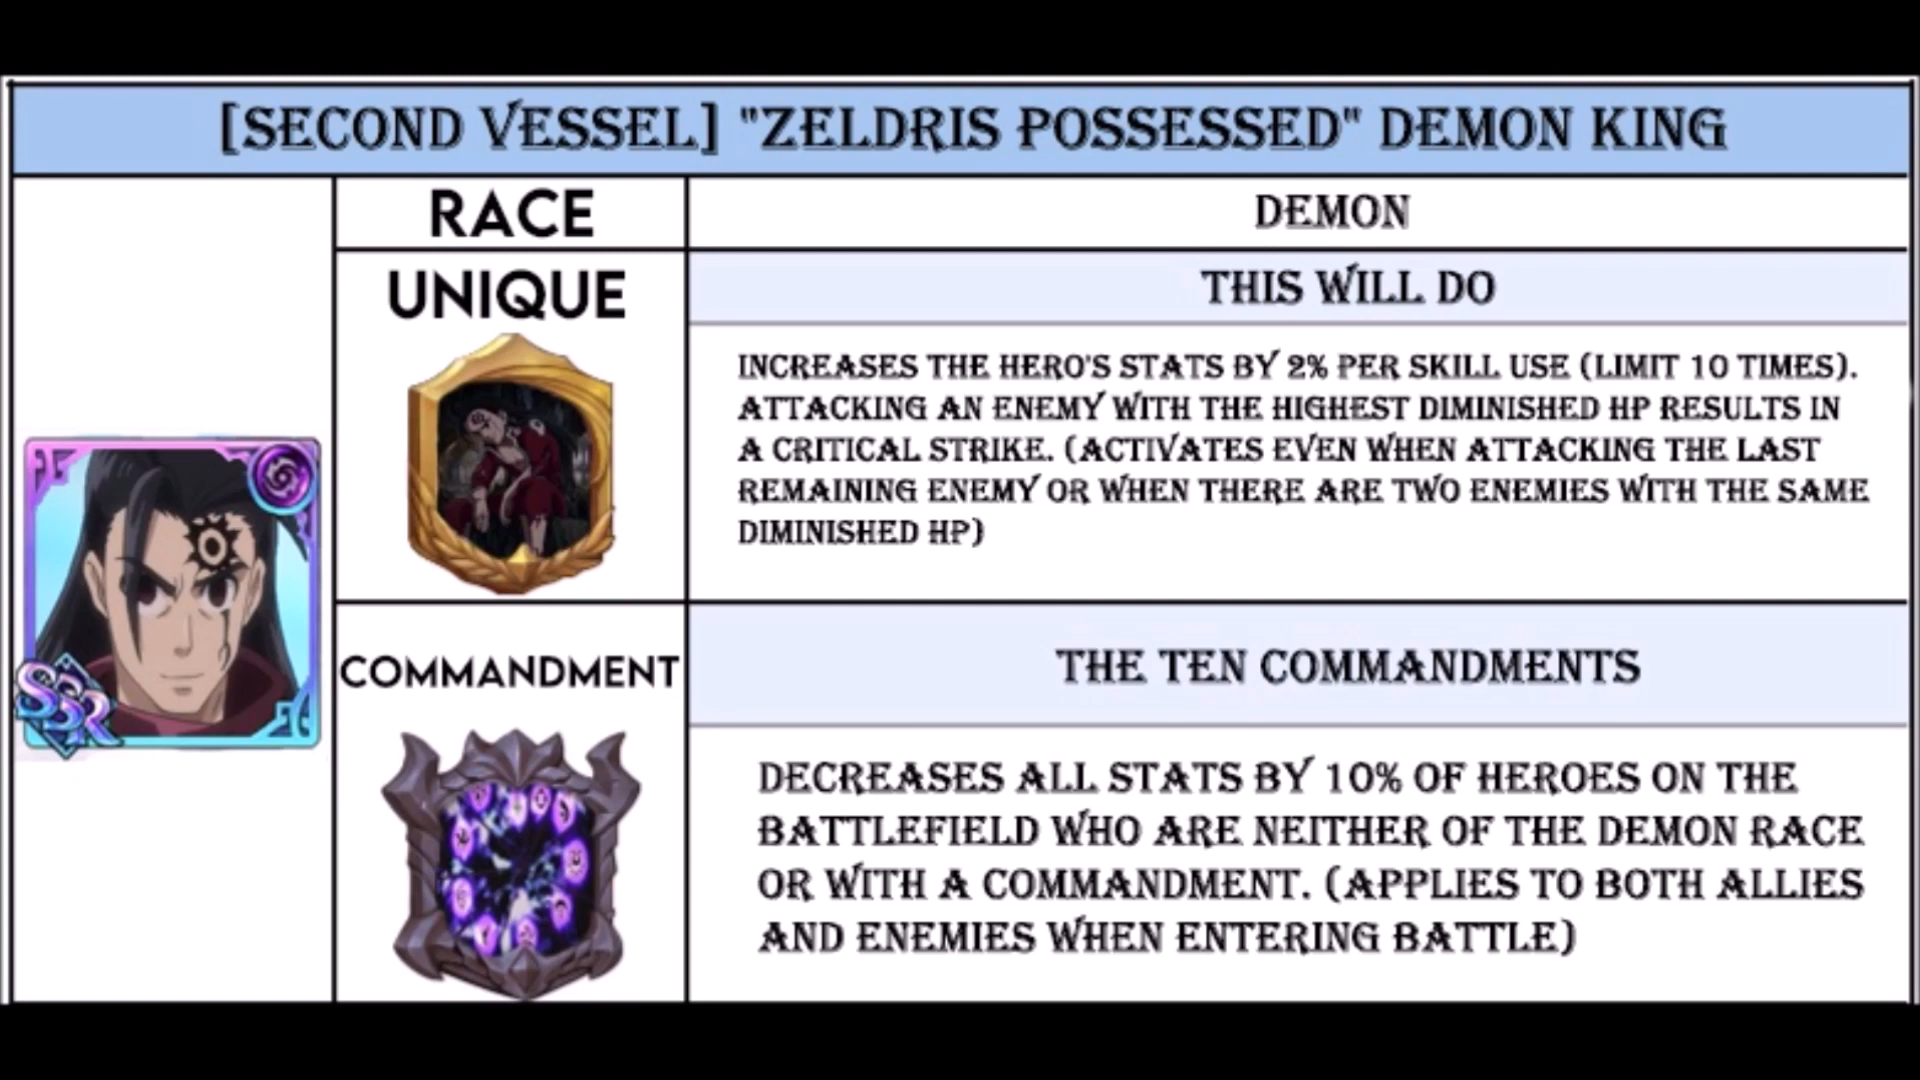 [SECOND VESSEL] "ZELDRIS POSSESSED" DEMON KING
RACE
DEMON
UNIQUE
THIS WILL DO
INCREASES THE HERO'S STATS BY 2% PER SKILL USE (LIMIT 10 TIMES).
ATTACKING AN ENEMY WITH THE HIGHEST DIMINISHED HP RESULTS IN
A CRITICAL STRIKE. (ACTIVATES EVEN WHEN ATTACKING THE LAST
REMAINING ENEMY OR WHEN THERE ARE TWO ENEMIES WITH THE SAME
DIMINISHED HP)
SSR
COMMANDMENT
THE TEN COMMANDMENTS
DECREASES ALL STATS BY 10% OF HEROES ON THE
BATTLEFIELD WHO ARE NEITHER OF THE DEMON RACE
OR WITH A COMMANDMENT. (APPLIES TO BOTH ALLIES
AND ENEMIES WHEN ENTERING BATTLE)